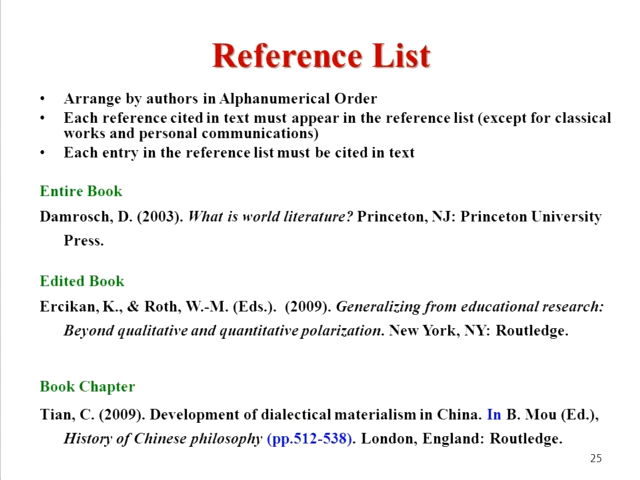 Reference List
• Arrange by authors in Alphanumerical Order
• Each reference cited in text must appear in the reference list (except for classical
works and personal communications)
• Each entry in the reference list must be cited in text
Entire Book
Damrosch, D. (2003). What is world literature? Princeton, NJ: Princeton University
Press.
Edited Book
Ercikan, K., & Roth, W.-M. (Eds.).  (2009). Generalizing from educational research:
Beyond qualitative and quantitative polarization. New York, NY: Routledge.
Book Chapter
Tian, C. (2009). Development of dialectical materialism in China. In B. Mou (Ed.),
History of Chinese philosophy (pp.512-538). London, England: Routledge.
25